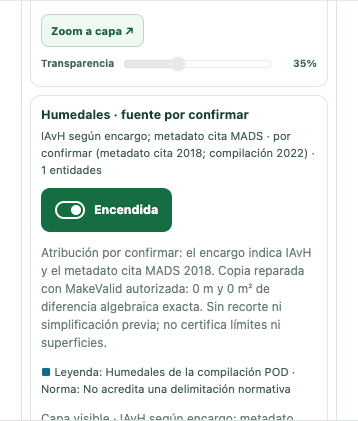 Zoom a capa ↗
Transparencia 35%
Humedales · fuente por confirmar
IAvH según encargo; metadato cita MADS · por
confirmar (metadato cita 2018; compilación 2022) ·
1 entidades
Encendida
Atribución por confirmar: el encargo indica IAvH
y el metadato cita MADS 2018. Copia reparada
con MakeValid autorizada: 0 m y 0 m² de
diferencia algebraica exacta. Sin recorte ni
simplificación previa; no certifica límites ni
superficies.
Leyenda: Humedales de la compilación POD ·
Norma: No acredita una delimitación normativa
Capa visible · IAvH según encargo; metadato